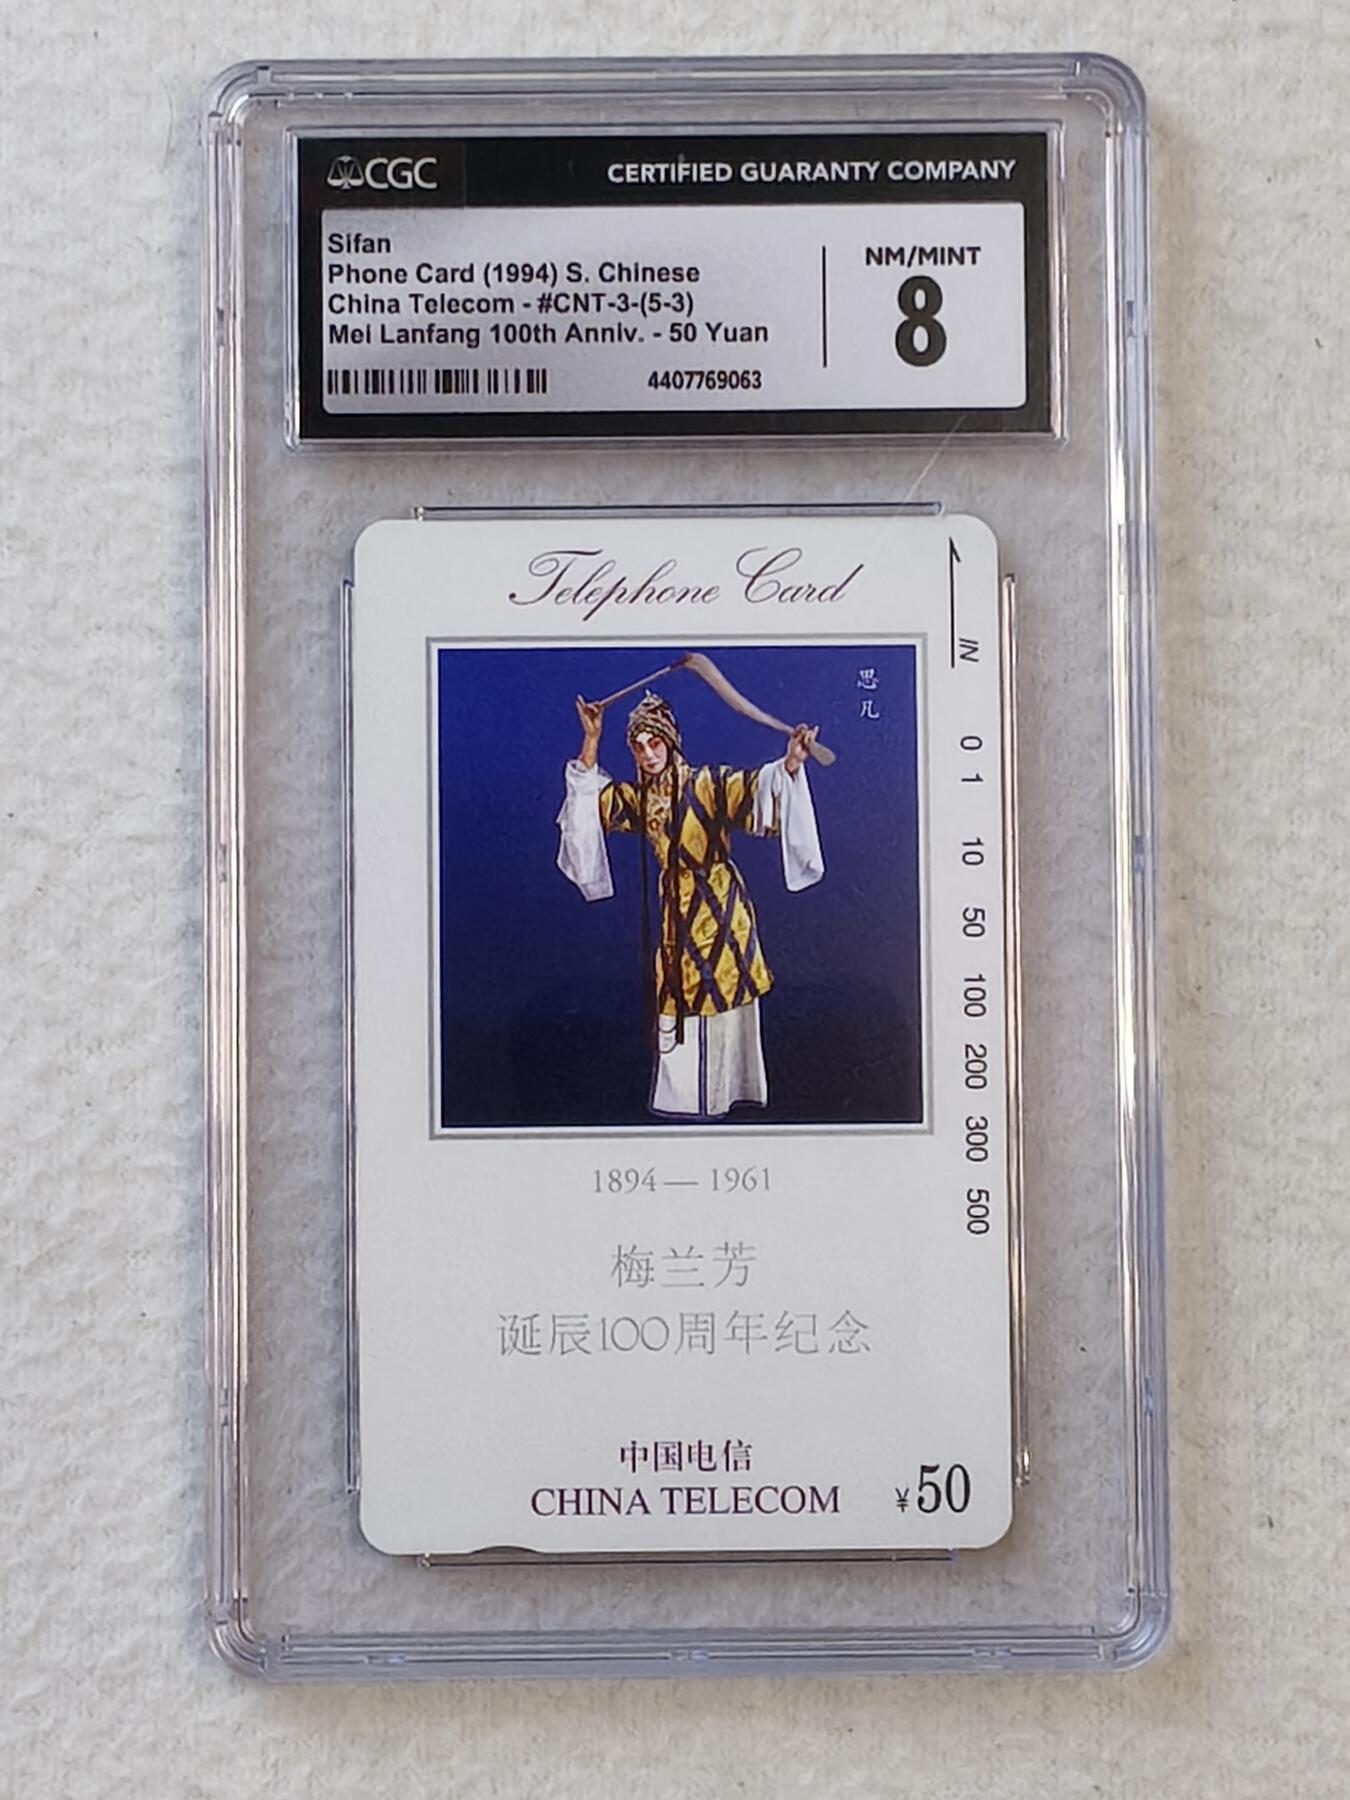 CGC
CERTIFIED GUARANTY COMPANY
Sifan
Phone Card (1994) S. Chinese
China Telecom - #CNT-3-(5-3)
Mei Lanfang 100th Anniv. - 50 Yuan
4407769063
NM/MINT
8
Telephone Card
思凡
IN
0 1 10 50 100 200 300 500
1894 — 1961
梅兰芳
诞辰100周年纪念
中国电信
CHINA TELECOM
¥50